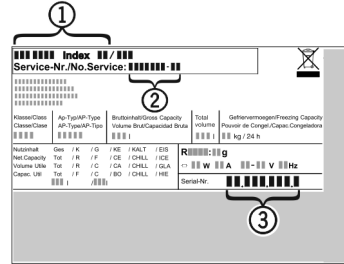 1
Index /
Service-Nr./No.Service: -
2
Klasse/Class Ap-Typ/AP-Type Bruttoinhalt/Gross Capacity Total Gefriervermoegen/Freezing Capacity
Classe/Clase AP-Type/AP-Tipo Volume Brut/Capacidad Bruta volume Pouvoir de Congel./Capac.Congeladora
l l kg / 24 h
Nutzinhalt Ges / K / G / KE / KALT / EIS
Net.Capacity Tot / R / F / CE / CHILL / ICE
Volume Utile Tot / R / C / CA / CHILL / GLA
Capac. Util Tot / F / C / BO / CHILL / HIE
l / l
R : g
W A - V Hz
Serial-Nr. . . .
3